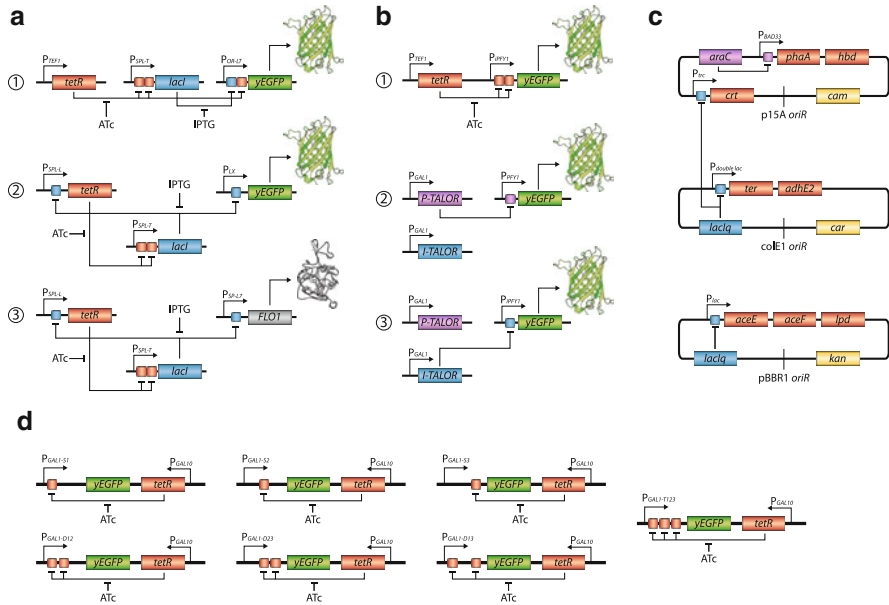 a
①
P_TEF1
tetR
P_SPL-T
lacI
P_OR-LT
yEGFP
ATc
IPTG
②
P_SPL-L
tetR
IPTG
P_LX
yEGFP
ATc
P_SPL-T
lacI
③
P_SPL-L
tetR
IPTG
P_SP-L7
FLO1
ATc
P_SPL-T
lacI
b
①
P_TEF1
tetR
P_IPFY1
yEGFP
ATc
②
P_GAL1
P-TALOR
P_PFY1
yEGFP
P_GAL1
I-TALOR
③
P_GAL1
P-TALOR
P_IPFY1
yEGFP
P_GAL1
I-TALOR
c
araC
P_BAD33
phaA
hbd
P_trc
crt
cam
p15A oriR
P_double lac
ter
adhE2
lacIq
car
colE1 oriR
P_lac
aceE
aceF
lpd
lacIq
kan
pBBR1 oriR
d
P_GAL1-S1
P_GAL10
yEGFP
tetR
ATc
P_GAL1-S2
P_GAL10
yEGFP
tetR
ATc
P_GAL1-S3
P_GAL10
yEGFP
tetR
ATc
P_GAL1-D12
P_GAL10
yEGFP
tetR
ATc
P_GAL1-D23
P_GAL10
yEGFP
tetR
ATc
P_GAL1-D13
P_GAL10
yEGFP
tetR
ATc
P_GAL1-T123
P_GAL10
yEGFP
tetR
ATc